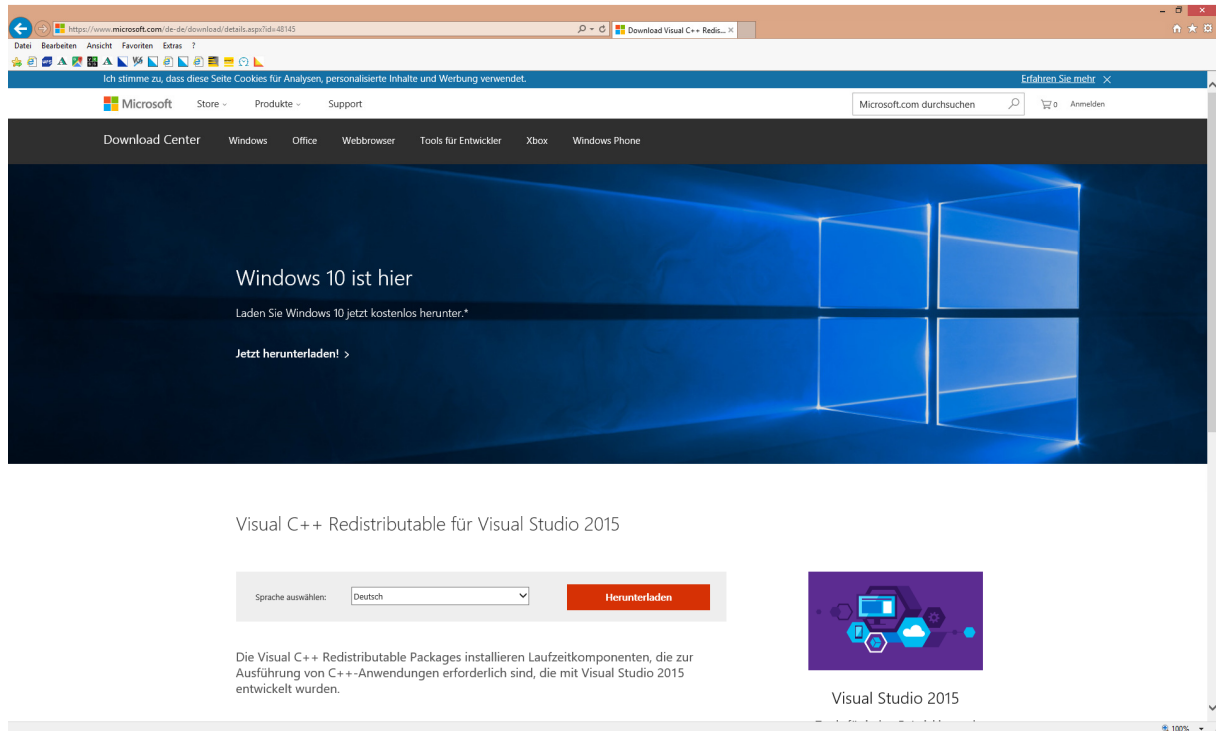 https://www.microsoft.com/de-de/download/details.aspx?id=48145
Download Visual C++ Redis...
Datei Bearbeiten Ansicht Favoriten Extras ?
Ich stimme zu, dass diese Seite Cookies für Analysen, personalisierte Inhalte und Werbung verwendet. Erfahren Sie mehr
Microsoft Store Produkte Support Microsoft.com durchsuchen 0 Anmelden
Download Center Windows Office Webbrowser Tools für Entwickler Xbox Windows Phone
Windows 10 ist hier
Laden Sie Windows 10 jetzt kostenlos herunter.*
Jetzt herunterladen! >
Visual C++ Redistributable für Visual Studio 2015
Sprache auswählen: Deutsch Herunterladen
Die Visual C++ Redistributable Packages installieren Laufzeitkomponenten, die zur
Ausführung von C++-Anwendungen erforderlich sind, die mit Visual Studio 2015
entwickelt wurden.
Visual Studio 2015
100%